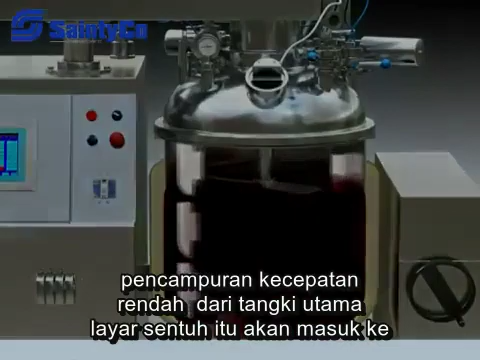 SaintyCo
pencampuran kecepatan
rendah dari tangki utama
layar sentuh itu akan masuk ke